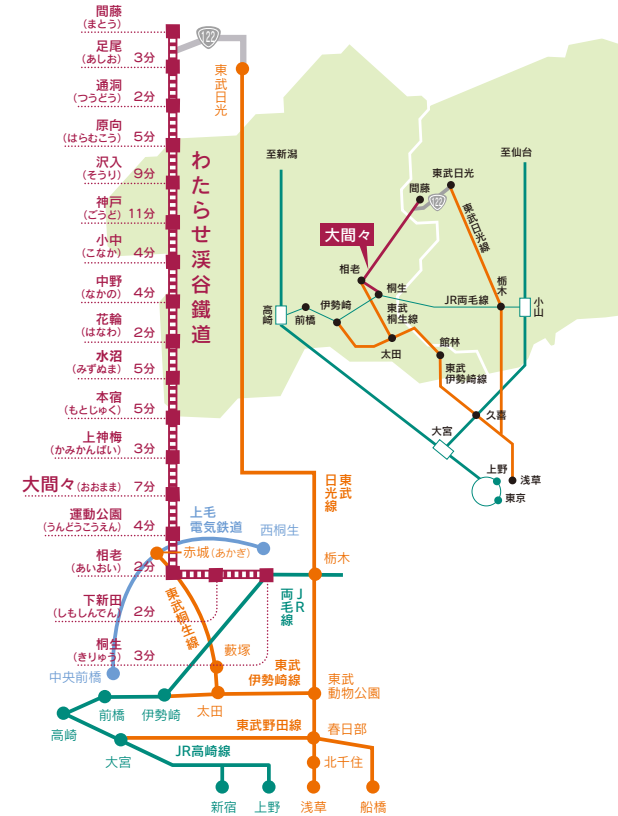 間藤
(まとう)
足尾
(あしお) 3分
通洞
(つうどう) 2分
原向
(はらむこう) 5分
沢入
(そうり) 9分
神戸
(ごうど) 11分
小中
(こなか) 4分
中野
(なかの) 4分
花輪
(はなわ) 2分
水沼
(みずぬま) 5分
本宿
(もとじゅく) 5分
上神梅
(かみかんばい) 3分
大間々(おおまま) 7分
運動公園
(うんどうこうえん) 4分
相老
(あいおい) 2分
下新田
(しもしんでん) 2分
桐生
(きりゅう) 3分
わたらせ渓谷鐵道
122
東武日光
東武
日光線
上毛
電気鉄道
西桐生
赤城(あかぎ)
栃木
JR
両毛線
東武桐生線
藪塚
中央前橋
東武
伊勢崎線
東武
動物公園
前橋
伊勢崎
太田
高崎
東武野田線
春日部
大宮
JR高崎線
北千住
新宿
上野
浅草
船橋
至新潟
至仙台
東武日光
間藤
122
東武日光線
大間々
相老
桐生
JR両毛線
栃木
小山
高崎
前橋
伊勢崎
東武
桐生線
太田
館林
東武
伊勢崎線
久喜
大宮
上野
浅草
東京